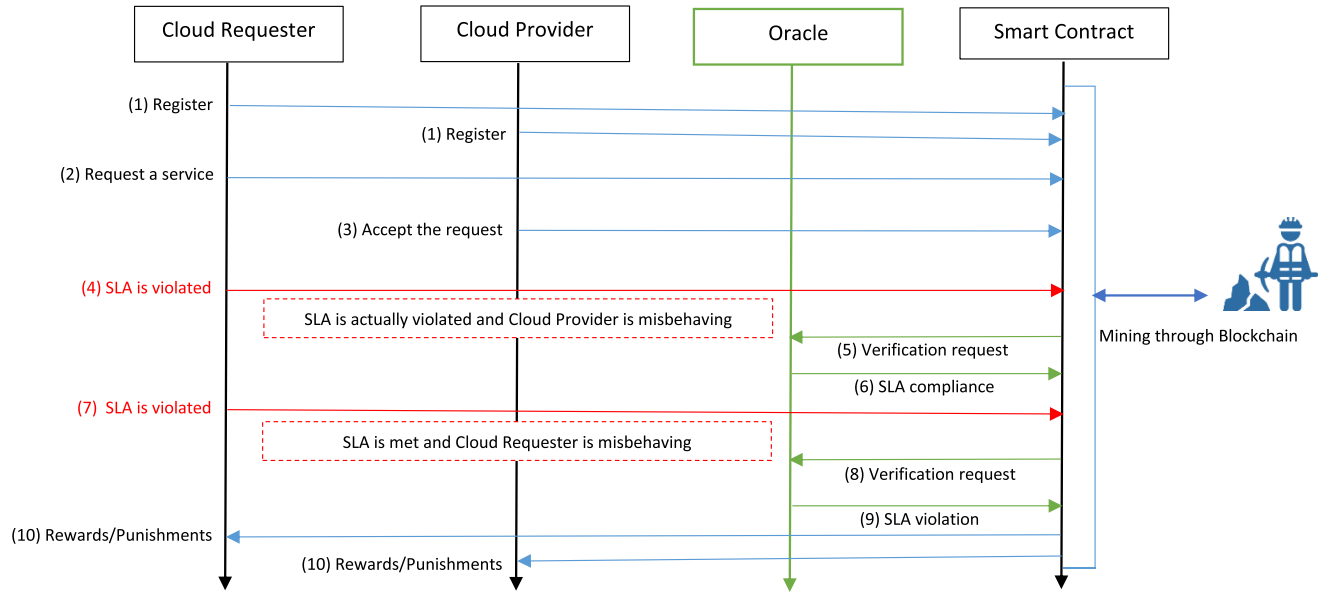 Cloud Requester
Cloud Provider
Oracle
Smart Contract
(1) Register
(1) Register
(2) Request a service
(3) Accept the request
(4) SLA is violated
SLA is actually violated and Cloud Provider is misbehaving
(5) Verification request
Mining through Blockchain
(6) SLA compliance
(7) SLA is violated
SLA is met and Cloud Requester is misbehaving
(8) Verification request
(9) SLA violation
(10) Rewards/Punishments
(10) Rewards/Punishments